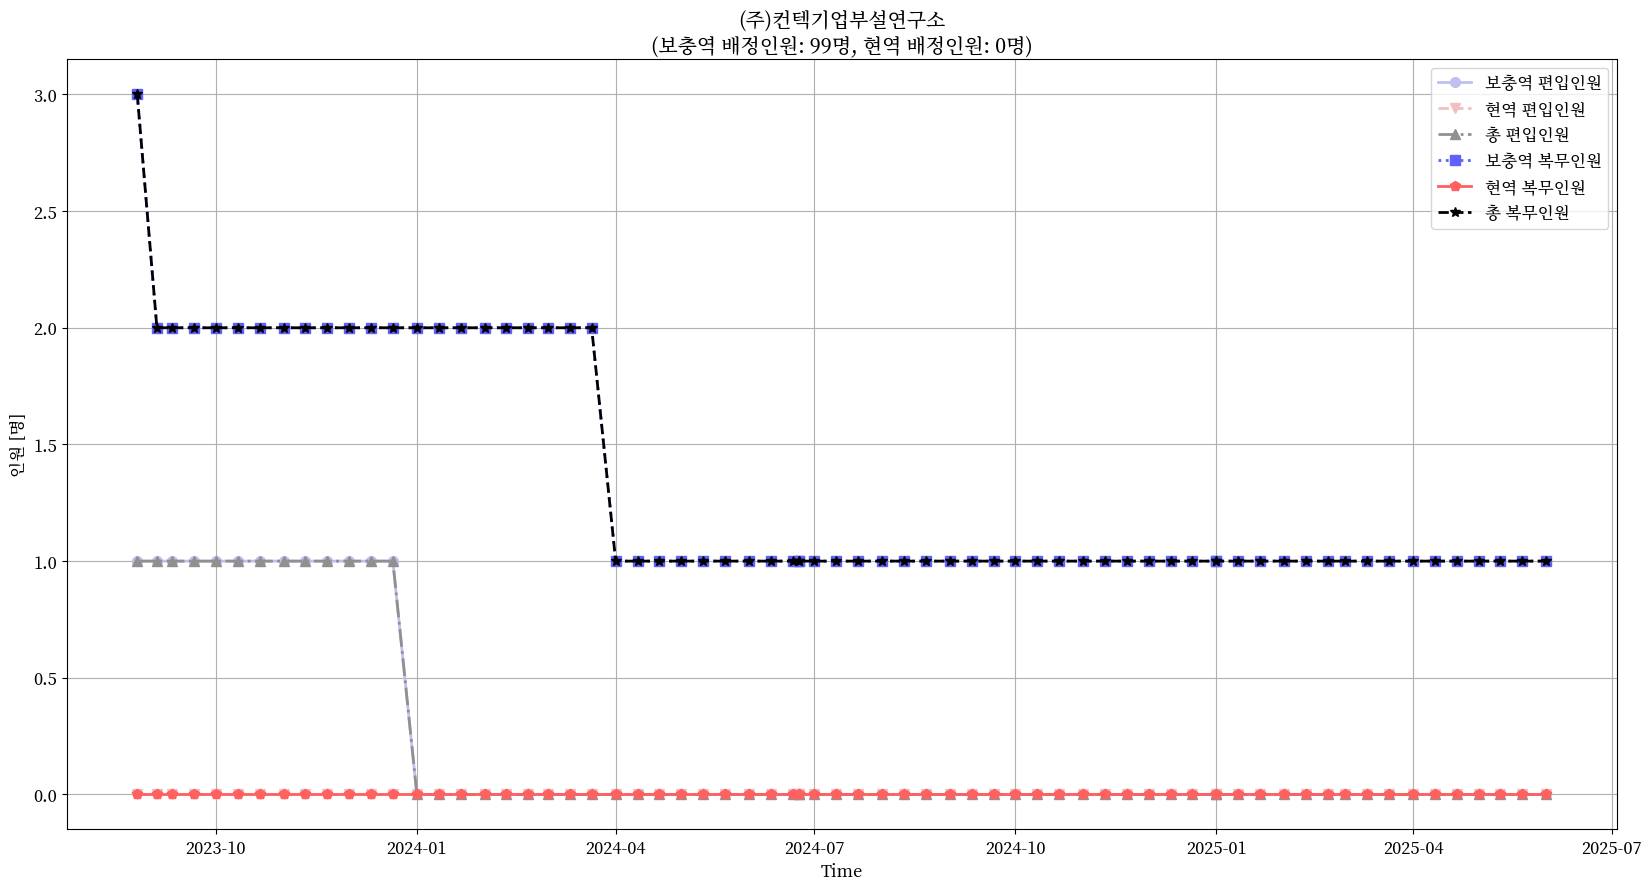 (주)컨텍기업부설연구소
(보충역 배정인원: 99명, 현역 배정인원: 0명)
보충역 편입인원
현역 편입인원
총 편입인원
보충역 복무인원
현역 복무인원
총 복무인원
3.0
2.5
2.0
1.5
1.0
0.5
0.0
인원 [명]
2023-10 2024-01 2024-04 2024-07 2024-10 2025-01 2025-04 2025-07
Time